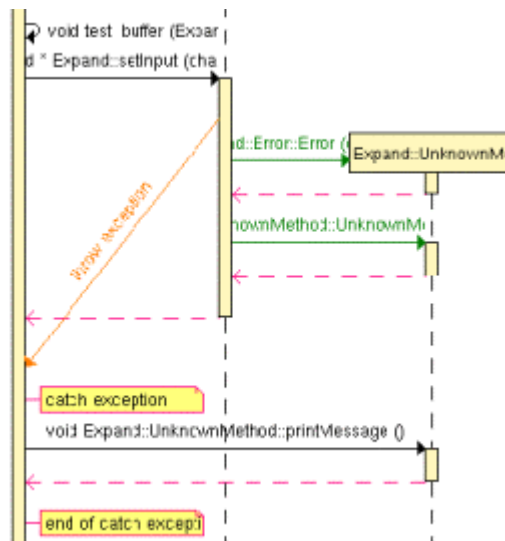 void test_buffer (Expar
d * Expand::setInput (cha
d::Error::Error (
Expand::UnknownM
nownMethod::UnknownM
throw exception
catch exception
void Expand::UnknownMethod::printMessage ()
end of catch excepti